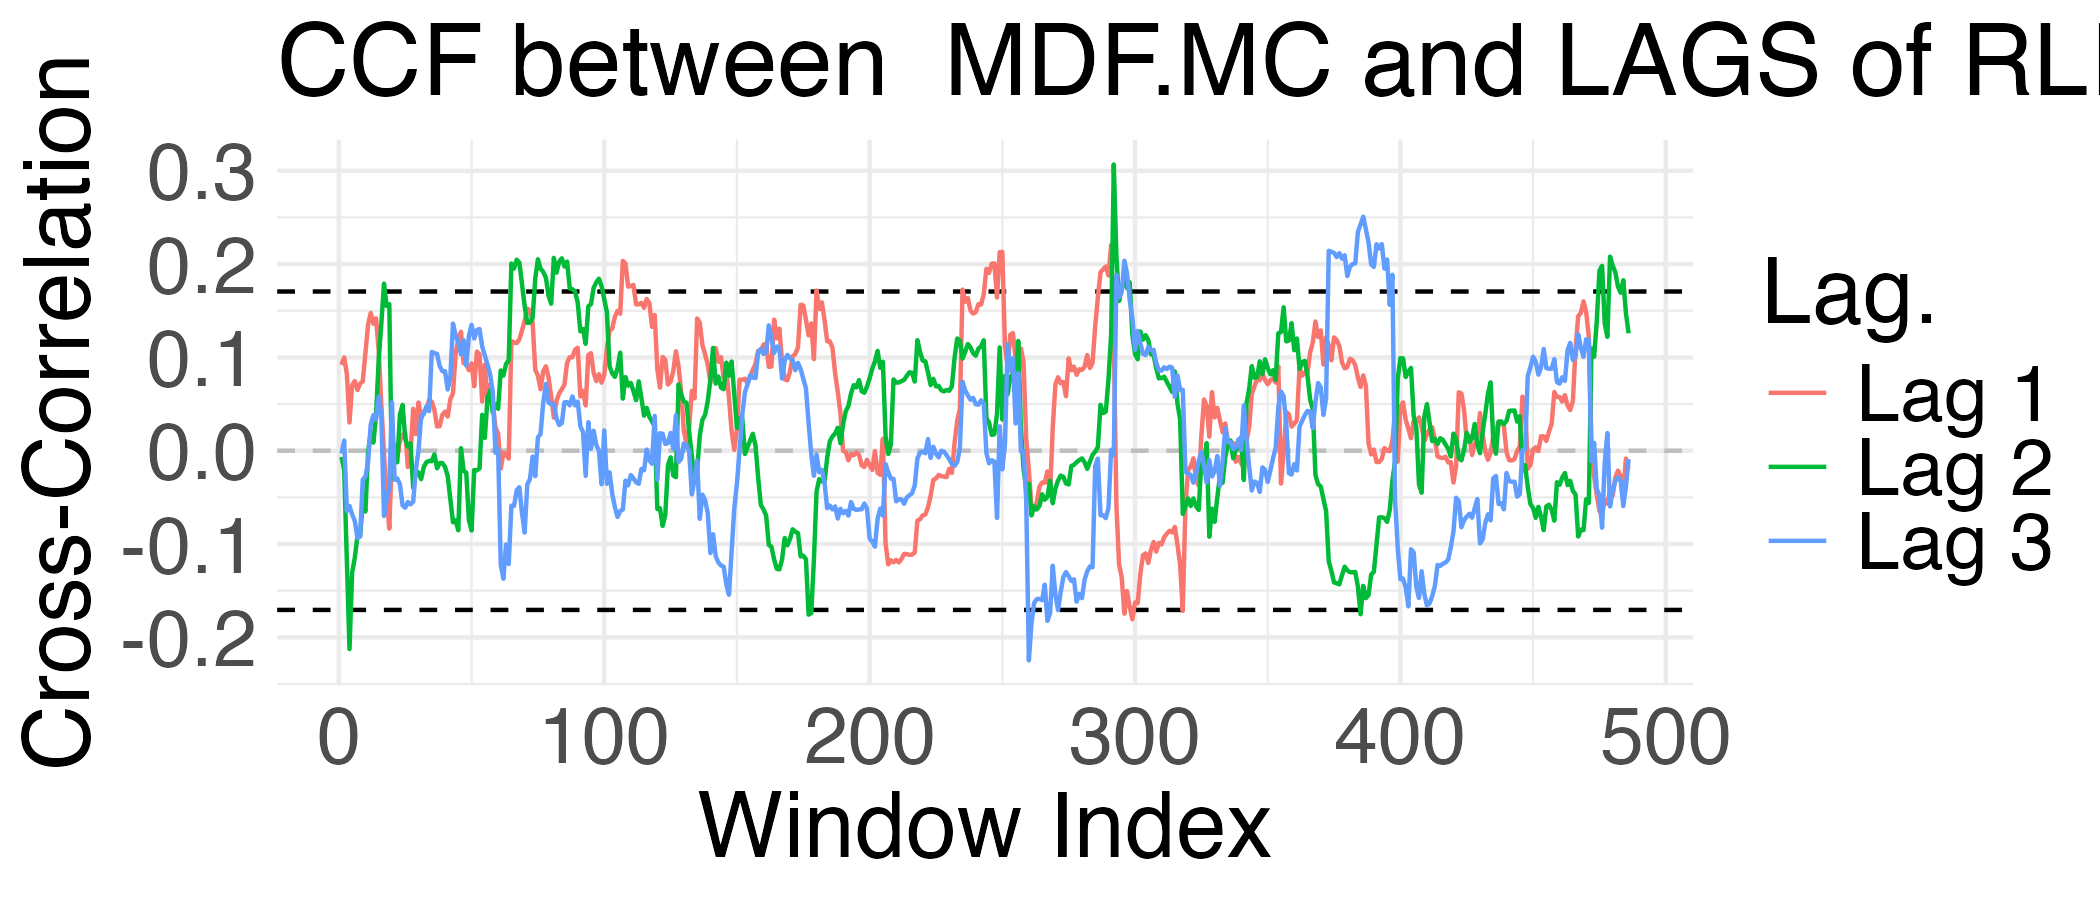 CCF between MDF.MC and LAGS of RL
Cross-Correlation
0.3
0.2
0.1
0.0
-0.1
-0.2
0 100 200 300 400 500
Window Index
Lag.
Lag 1
Lag 2
Lag 3